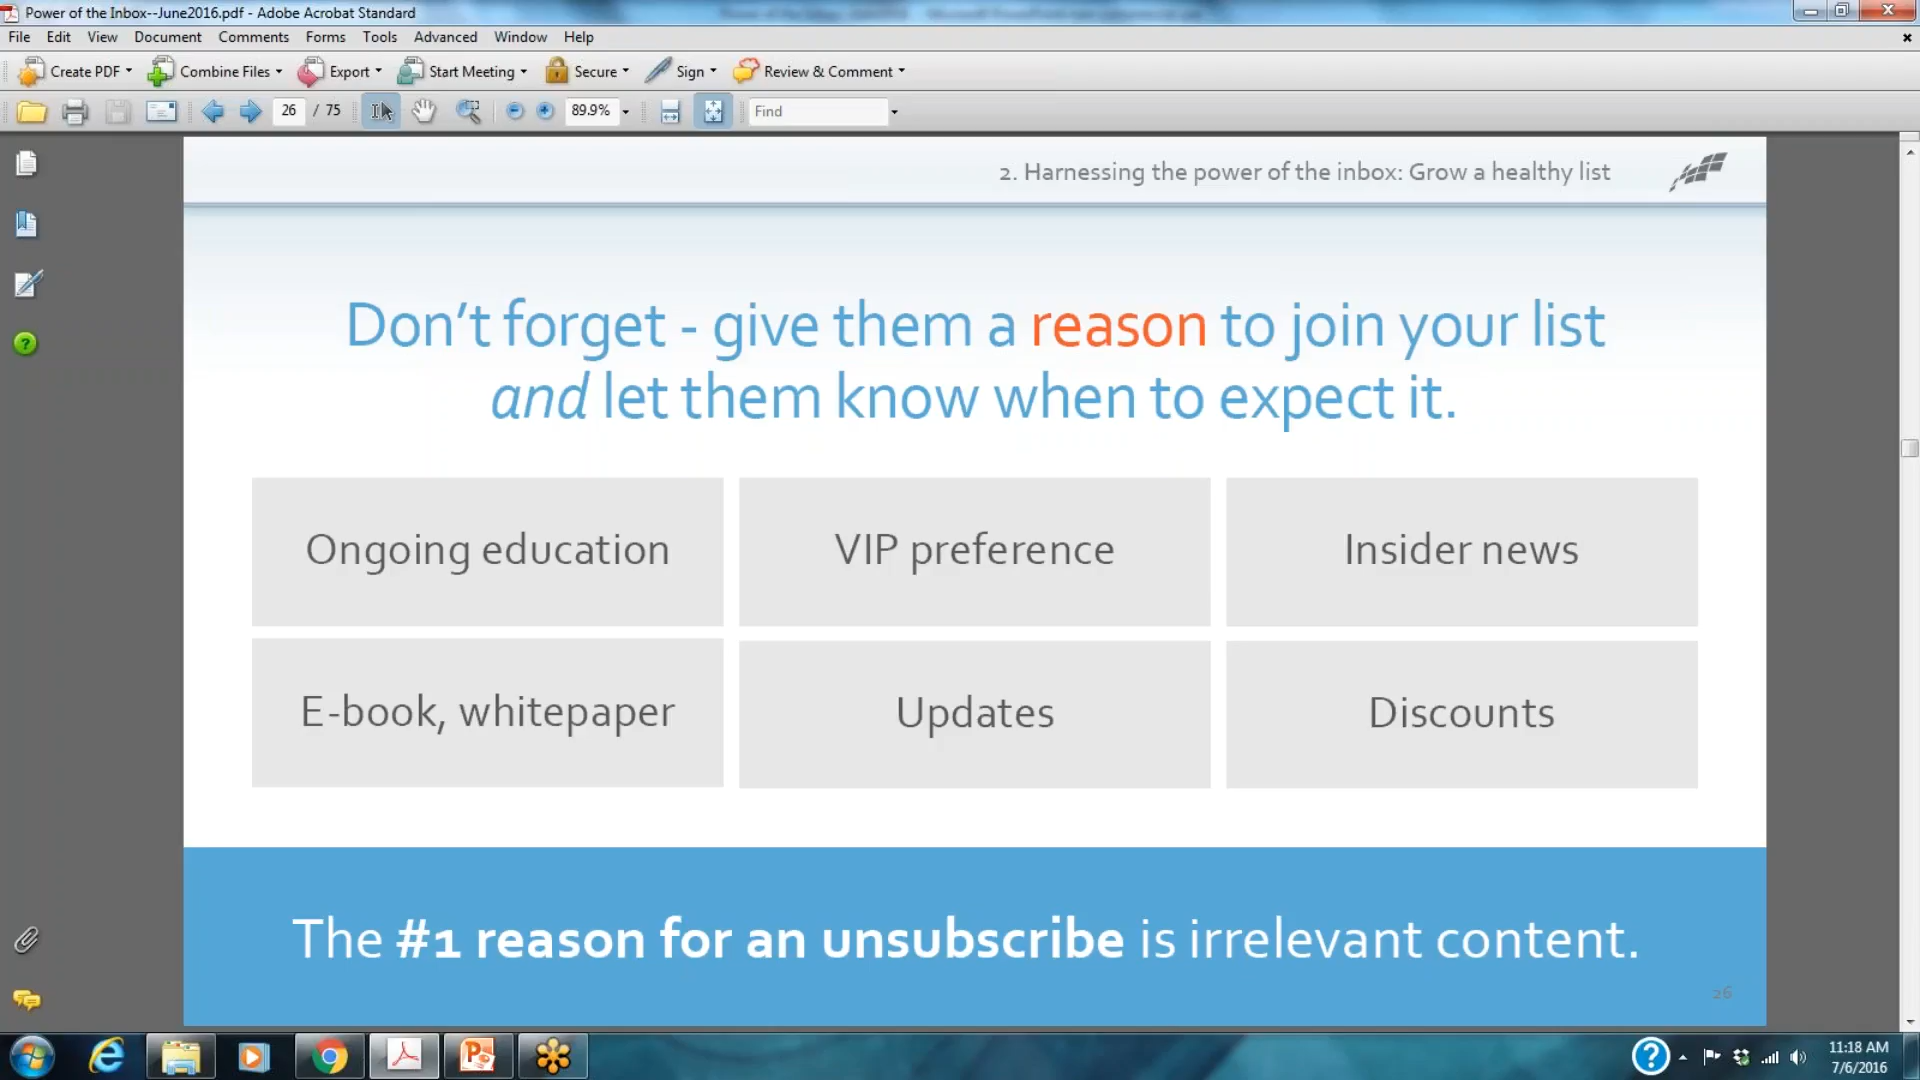 Power of the Inbox--June2016.pdf - Adobe Acrobat Standard
File Edit View Document Comments Forms Tools Advanced Window Help
Create PDF Combine Files Export Start Meeting Secure Sign Review & Comment
26 / 75 89.9% Find
2. Harnessing the power of the inbox: Grow a healthy list
Don't forget - give them a reason to join your list
and let them know when to expect it.
Ongoing education VIP preference Insider news
E-book, whitepaper Updates Discounts
The #1 reason for an unsubscribe is irrelevant content.
26
11:18 AM
7/6/2016